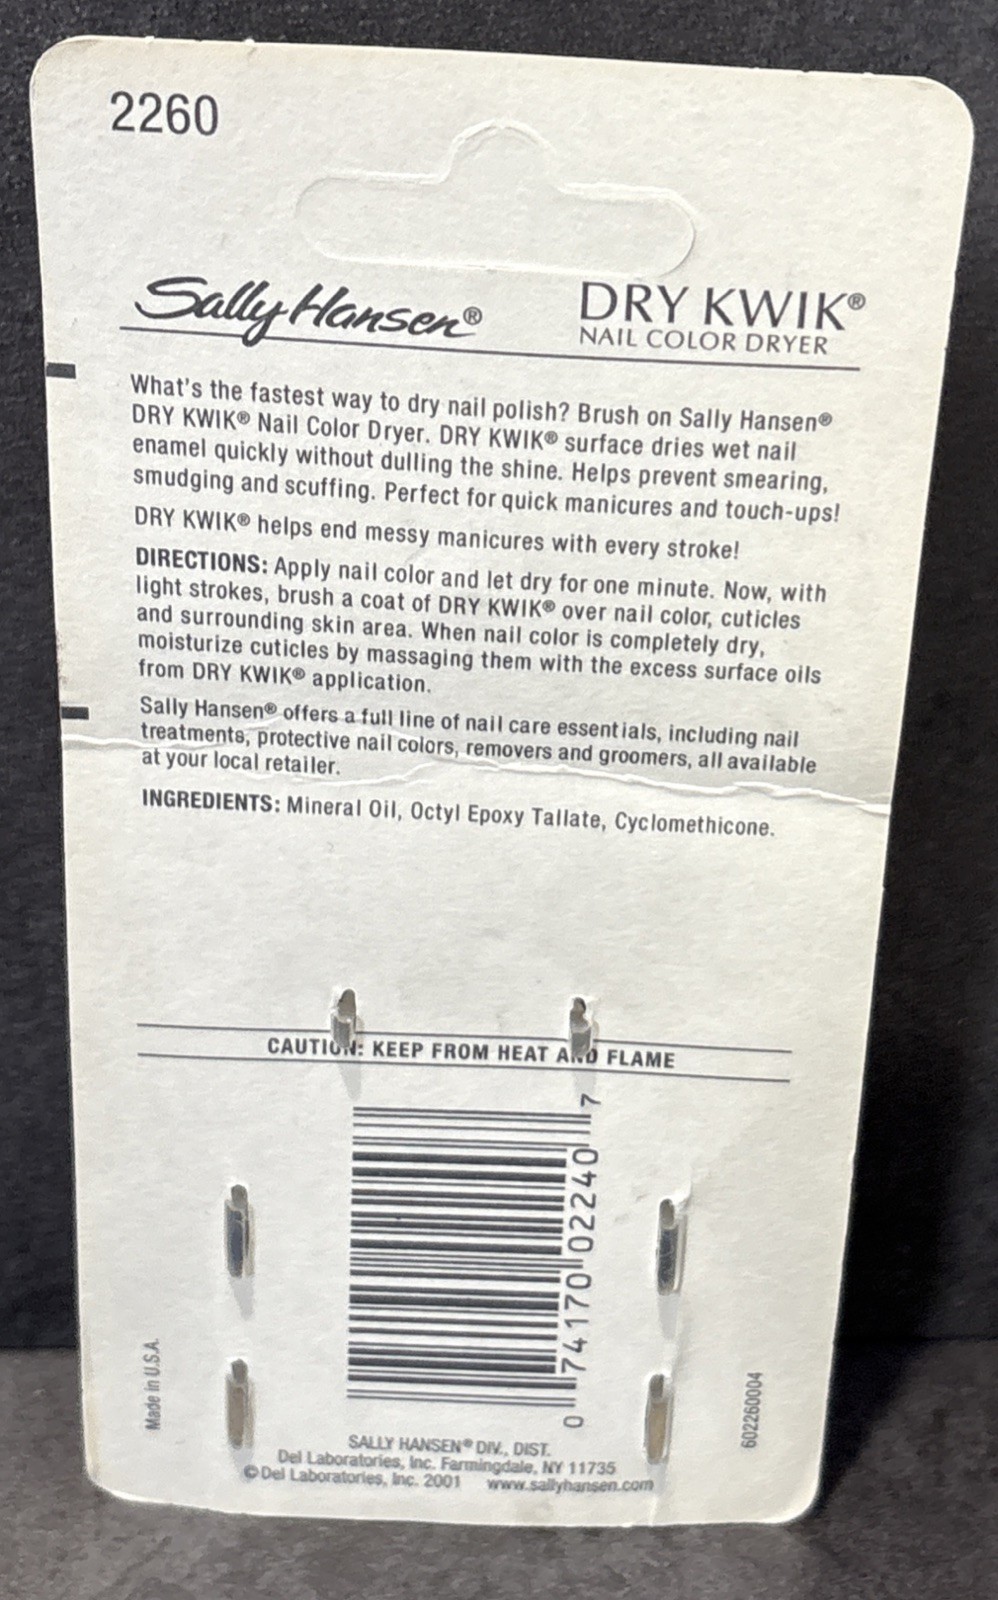 2260
Sally Hansen®
DRY KWIK®
NAIL COLOR DRYER
What's the fastest way to dry nail polish? Brush on Sally Hansen®
DRY KWIK® Nail Color Dryer. DRY KWIK® surface dries wet nail
enamel quickly without dulling the shine. Helps prevent smearing,
smudging and scuffing. Perfect for quick manicures and touch-ups!
DRY KWIK® helps end messy manicures with every stroke!
DIRECTIONS: Apply nail color and let dry for one minute. Now, with
light strokes, brush a coat of DRY KWIK® over nail color, cuticles
and surrounding skin area. When nail color is completely dry,
moisturize cuticles by massaging them with the excess surface oils
from DRY KWIK® application.
Sally Hansen® offers a full line of nail care essentials, including nail
treatments, protective nail colors, removers and groomers, all available
at your local retailer.
INGREDIENTS: Mineral Oil, Octyl Epoxy Tallate, Cyclomethicone.
CAUTION: KEEP FROM HEAT AND FLAME
0 74170 02240 7
Made in U.S.A.
602260004
SALLY HANSEN® DIV., DIST.
Del Laboratories, Inc. Farmingdale, NY 11735
©Del Laboratories, Inc. 2001 www.sallyhansen.com